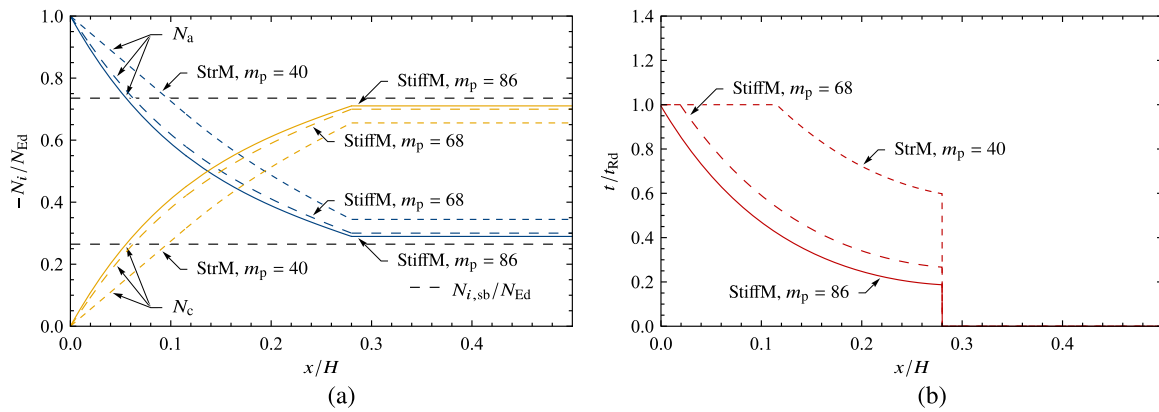 1.0
0.8
0.6
0.4
0.2
0.0
−N_i/N_Ed
N_a
StrM, m_p = 40
StiffM, m_p = 86
StiffM, m_p = 68
StiffM, m_p = 68
StrM, m_p = 40
StiffM, m_p = 86
N_i,sb/N_Ed
N_c
0.0 0.1 0.2 0.3 0.4
x/H
(a)
1.4
1.2
1.0
0.8
0.6
0.4
0.2
0.0
t/t_Rd
StiffM, m_p = 68
StrM, m_p = 40
StiffM, m_p = 86
0.0 0.1 0.2 0.3 0.4
x/H
(b)